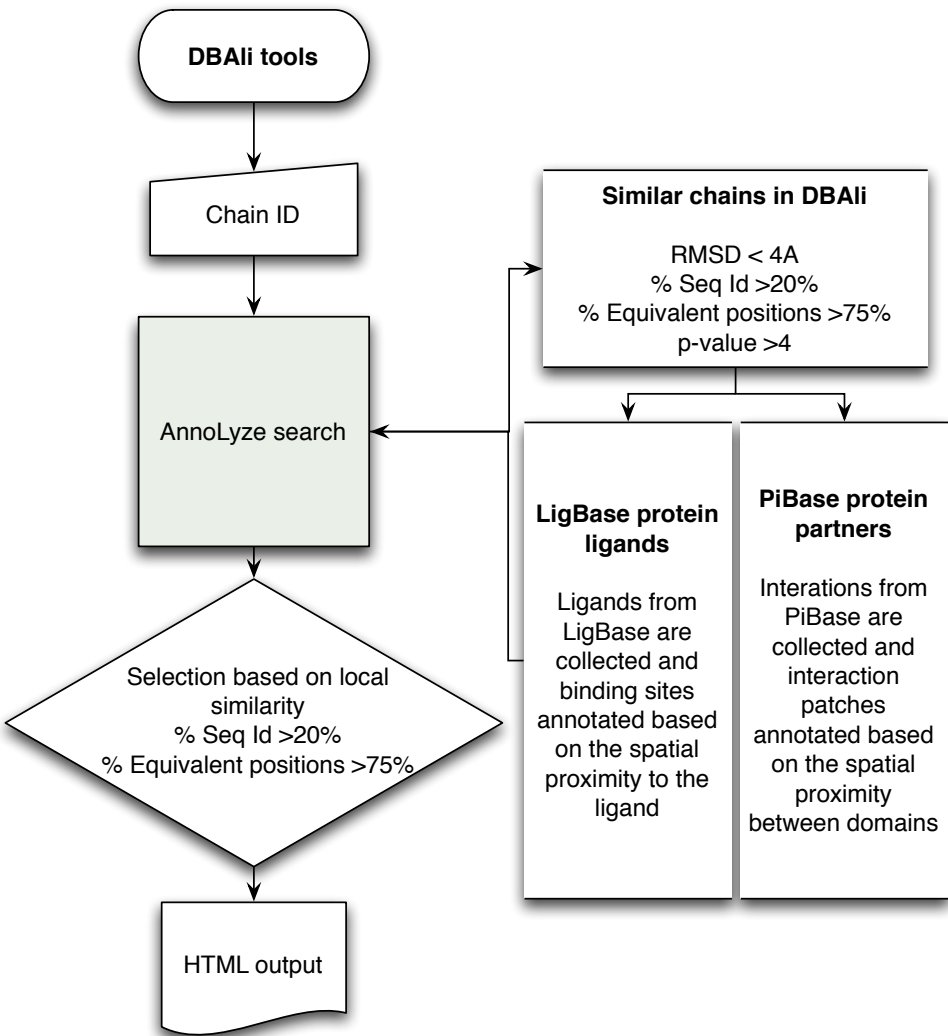 DBAli tools
Chain ID
AnnoLyze search
Selection based on local
similarity
% Seq Id >20%
% Equivalent positions >75%
HTML output
Similar chains in DBAli
RMSD < 4A
% Seq Id >20%
% Equivalent positions >75%
p-value >4
LigBase protein
ligands
Ligands from
LigBase are
collected and
binding sites
annotated based
on the spatial
proximity to the
ligand
PiBase protein
partners
Interations from
PiBase are
collected and
interaction
patches
annotated based
on the spatial
proximity
between domains